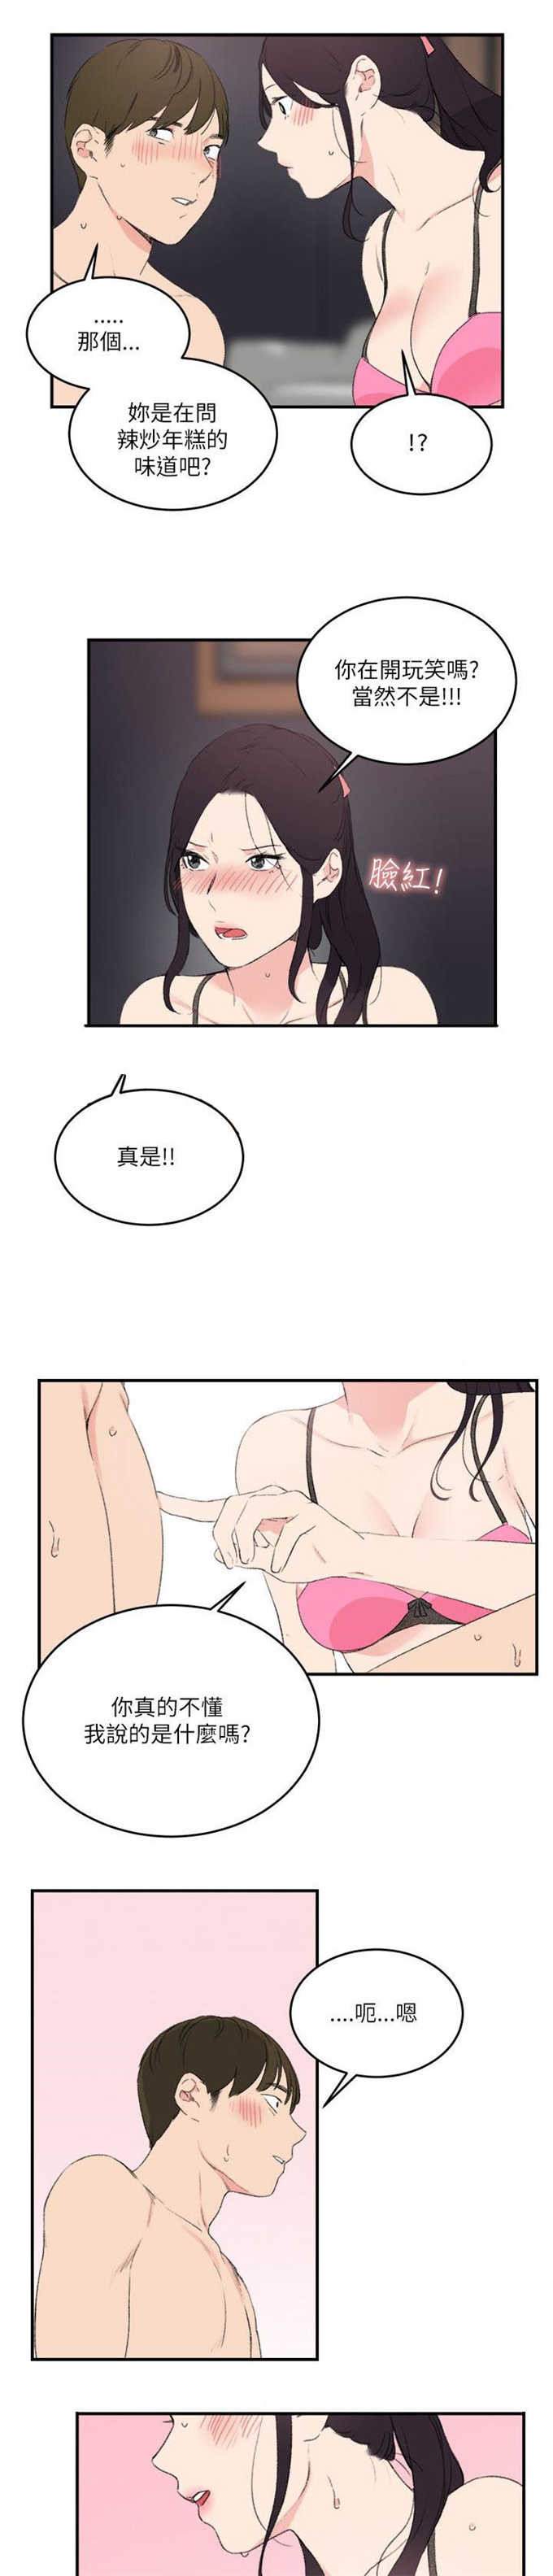 .....
那個...
妳是在問
辣炒年糕的
味道吧?
!?
你在開玩笑嗎?
當然不是!!!
臉紅!
真是!!
你真的不懂
我說的是什麼嗎?
....呃...嗯